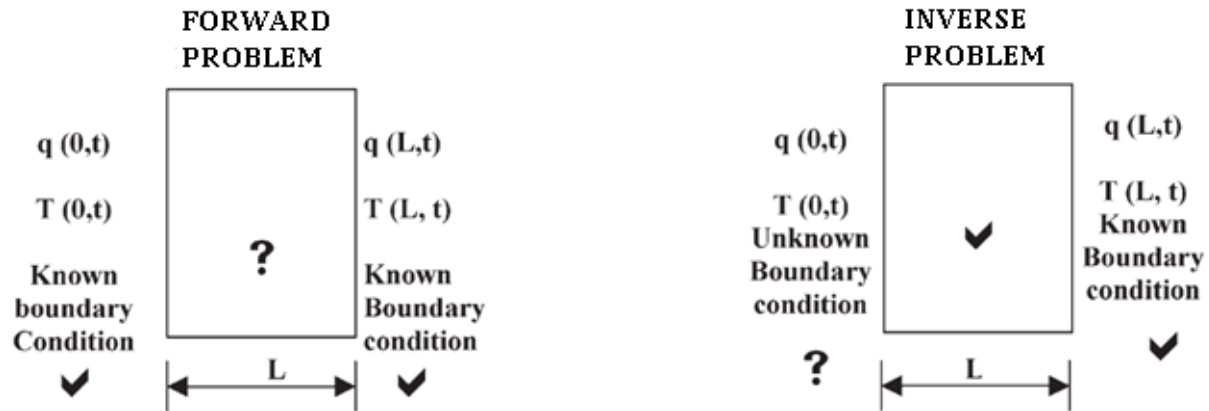 FORWARD
PROBLEM
q (0,t)
T (0,t)
Known
boundary
Condition
?
q (L,t)
T (L, t)
Known
Boundary
condition
L
INVERSE
PROBLEM
q (0,t)
T (0,t)
Unknown
Boundary
condition
?
q (L,t)
T (L, t)
Known
Boundary
condition
L